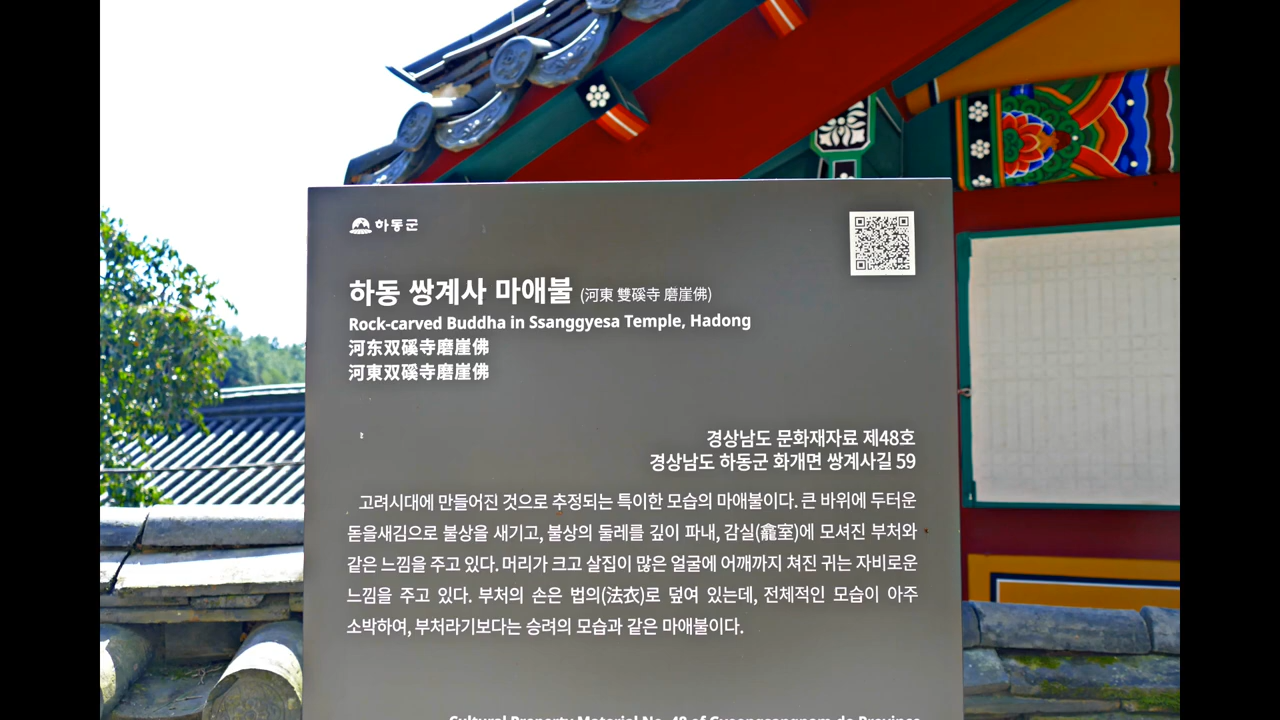 하동군
하동 쌍계사 마애불 (河東 雙磎寺 磨崖佛)
Rock-carved Buddha in Ssanggyesa Temple, Hadong
河东双磎寺磨崖佛
河東双磎寺磨崖佛
경상남도 문화재자료 제48호
경상남도 하동군 화개면 쌍계사길 59
고려시대에 만들어진 것으로 추정되는 특이한 모습의 마애불이다. 큰 바위에 두터운
돋을새김으로 불상을 새기고, 불상의 둘레를 깊이 파내, 감실(龕室)에 모셔진 부처와
같은 느낌을 주고 있다. 머리가 크고 살집이 많은 얼굴에 어깨까지 쳐진 귀는 자비로운
느낌을 주고 있다. 부처의 손은 법의(法衣)로 덮여 있는데, 전체적인 모습이 아주
소박하여, 부처라기보다는 승려의 모습과 같은 마애불이다.
Cultural Property Material No. 48 of Gyeongsangnam-do Province